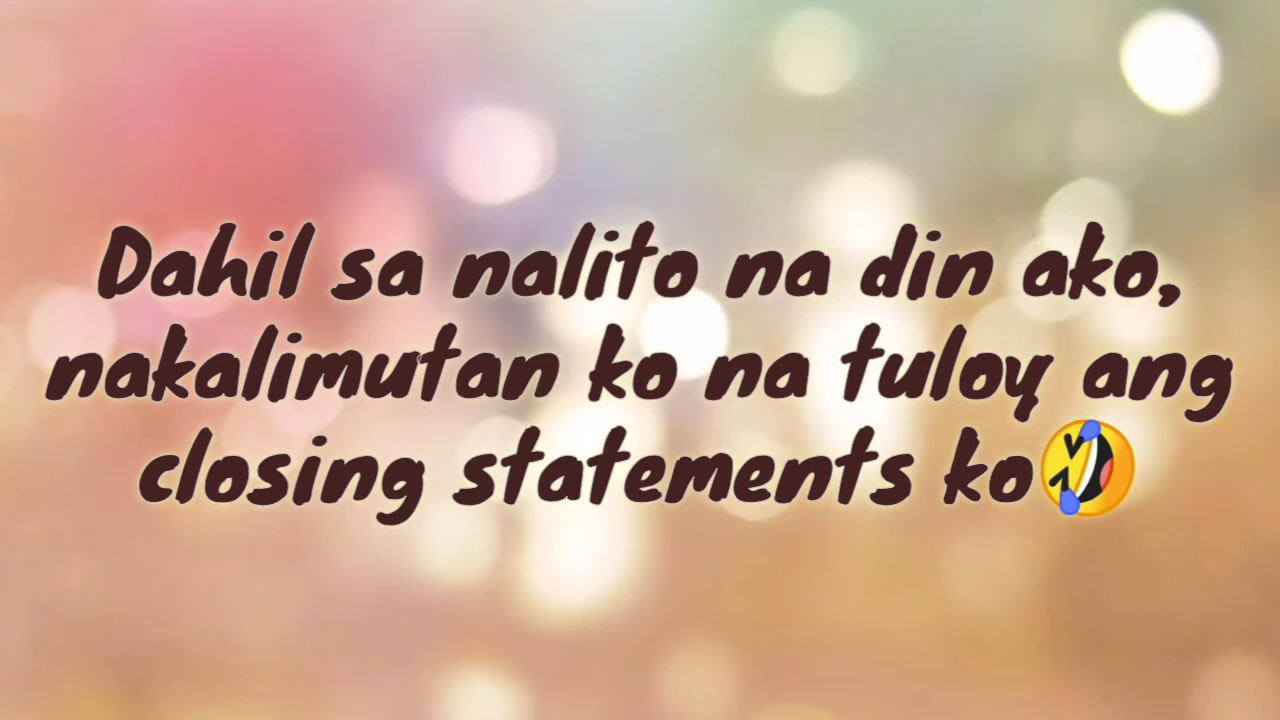 Dahil sa nalito na din ako,
nakalimutan ko na tuloy ang
closing statements ko🤣